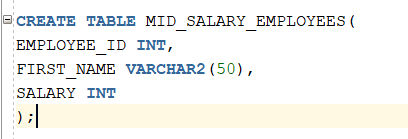 CREATE TABLE MID_SALARY_EMPLOYEES(
EMPLOYEE_ID INT,
FIRST_NAME VARCHAR2(50),
SALARY INT
);